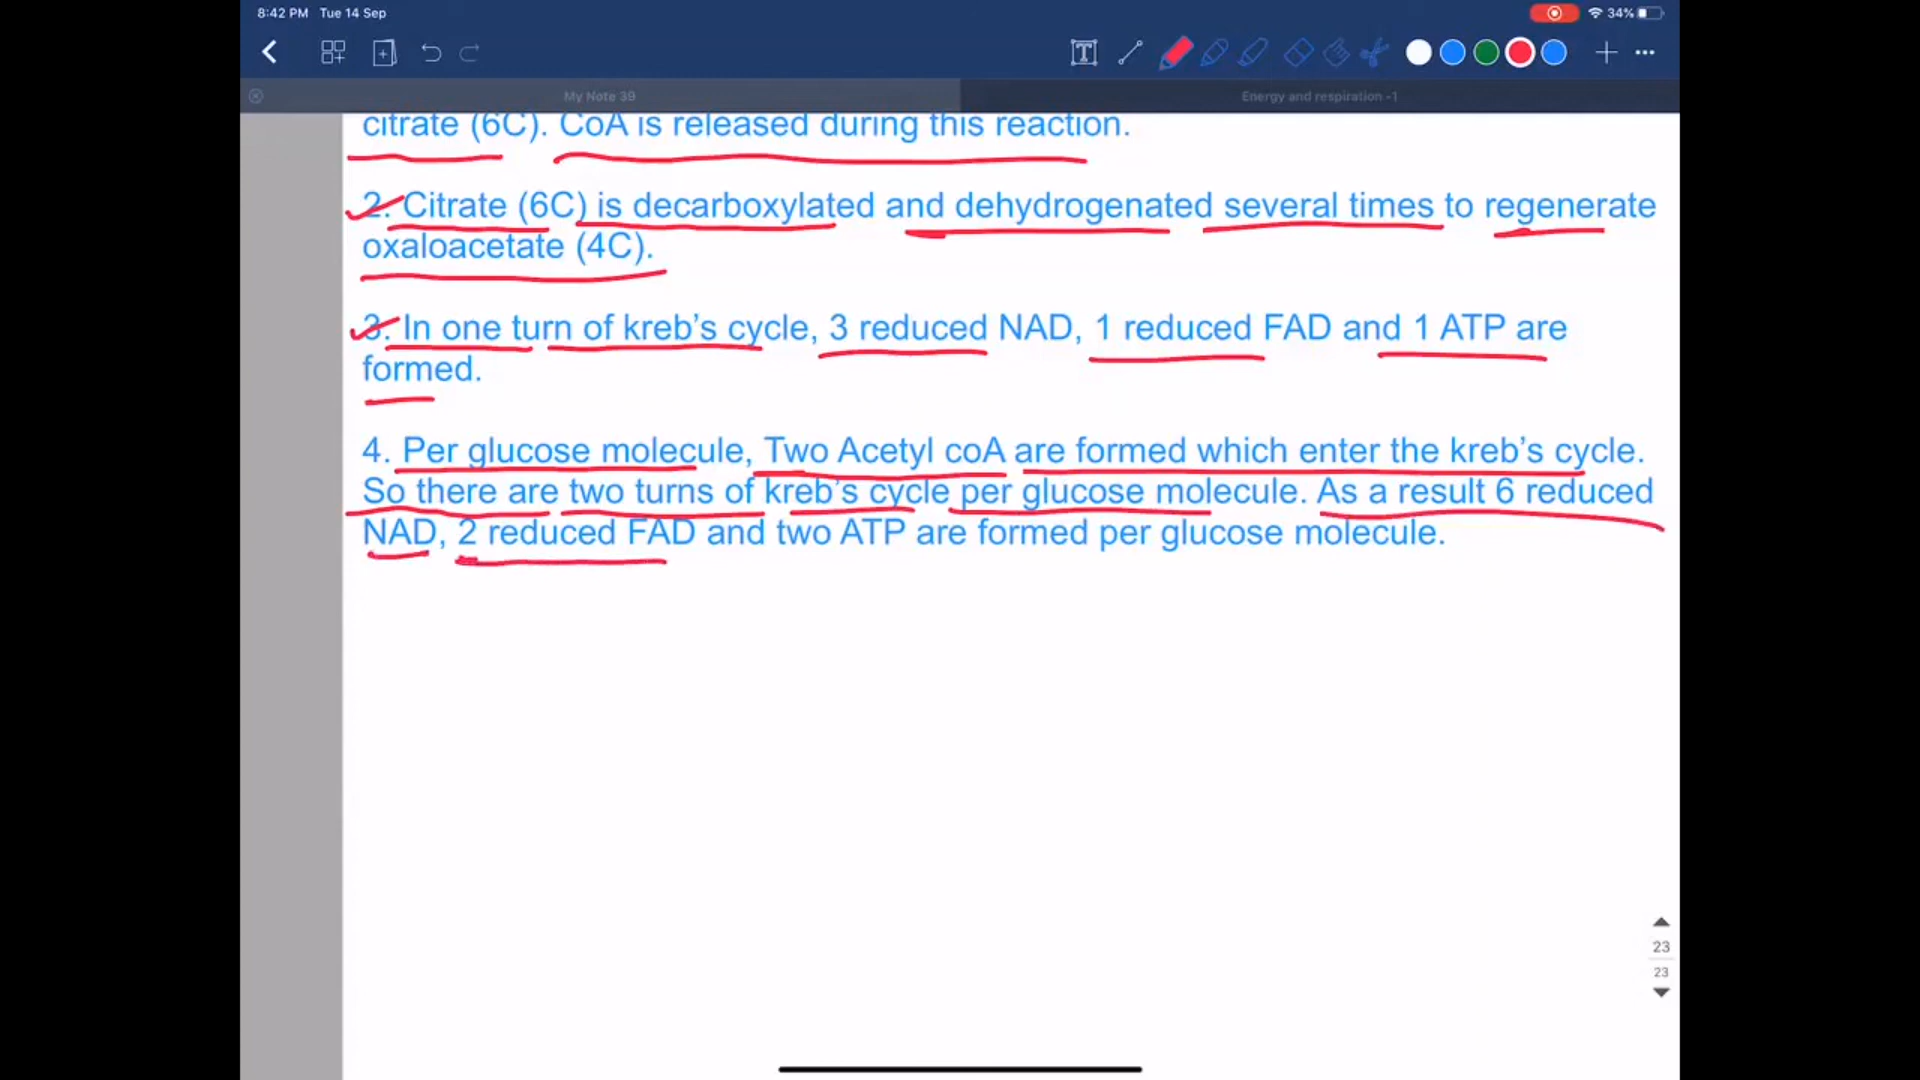 8:42 PM Tue 14 Sep
34%
My Note 39
Energy and respiration -1
citrate (6C). CoA is released during this reaction.
2. Citrate (6C) is decarboxylated and dehydrogenated several times to regenerate
oxaloacetate (4C).
3. In one turn of kreb’s cycle, 3 reduced NAD, 1 reduced FAD and 1 ATP are
formed.
4. Per glucose molecule, Two Acetyl coA are formed which enter the kreb’s cycle.
So there are two turns of kreb’s cycle per glucose molecule. As a result 6 reduced
NAD, 2 reduced FAD and two ATP are formed per glucose molecule.
23
23